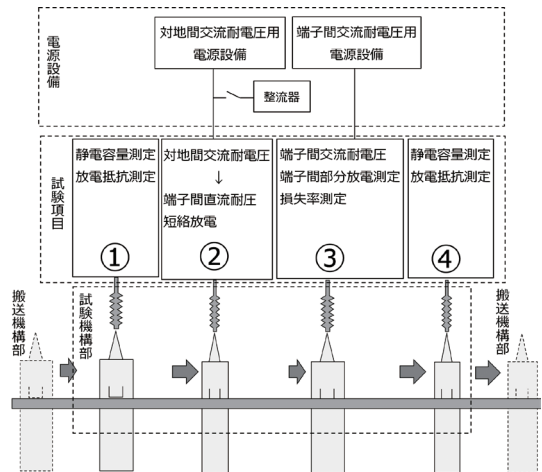 電源設備
対地間交流耐電圧用
電源設備
端子間交流耐電圧用
電源設備
整流器
試験項目
静電容量測定
放電抵抗測定
①
対地間交流耐電圧
↓
端子間直流耐圧
短絡放電
②
端子間交流耐電圧
端子間部分放電測定
損失率測定
③
静電容量測定
放電抵抗測定
④
搬送機構部
試験機構部
搬送機構部